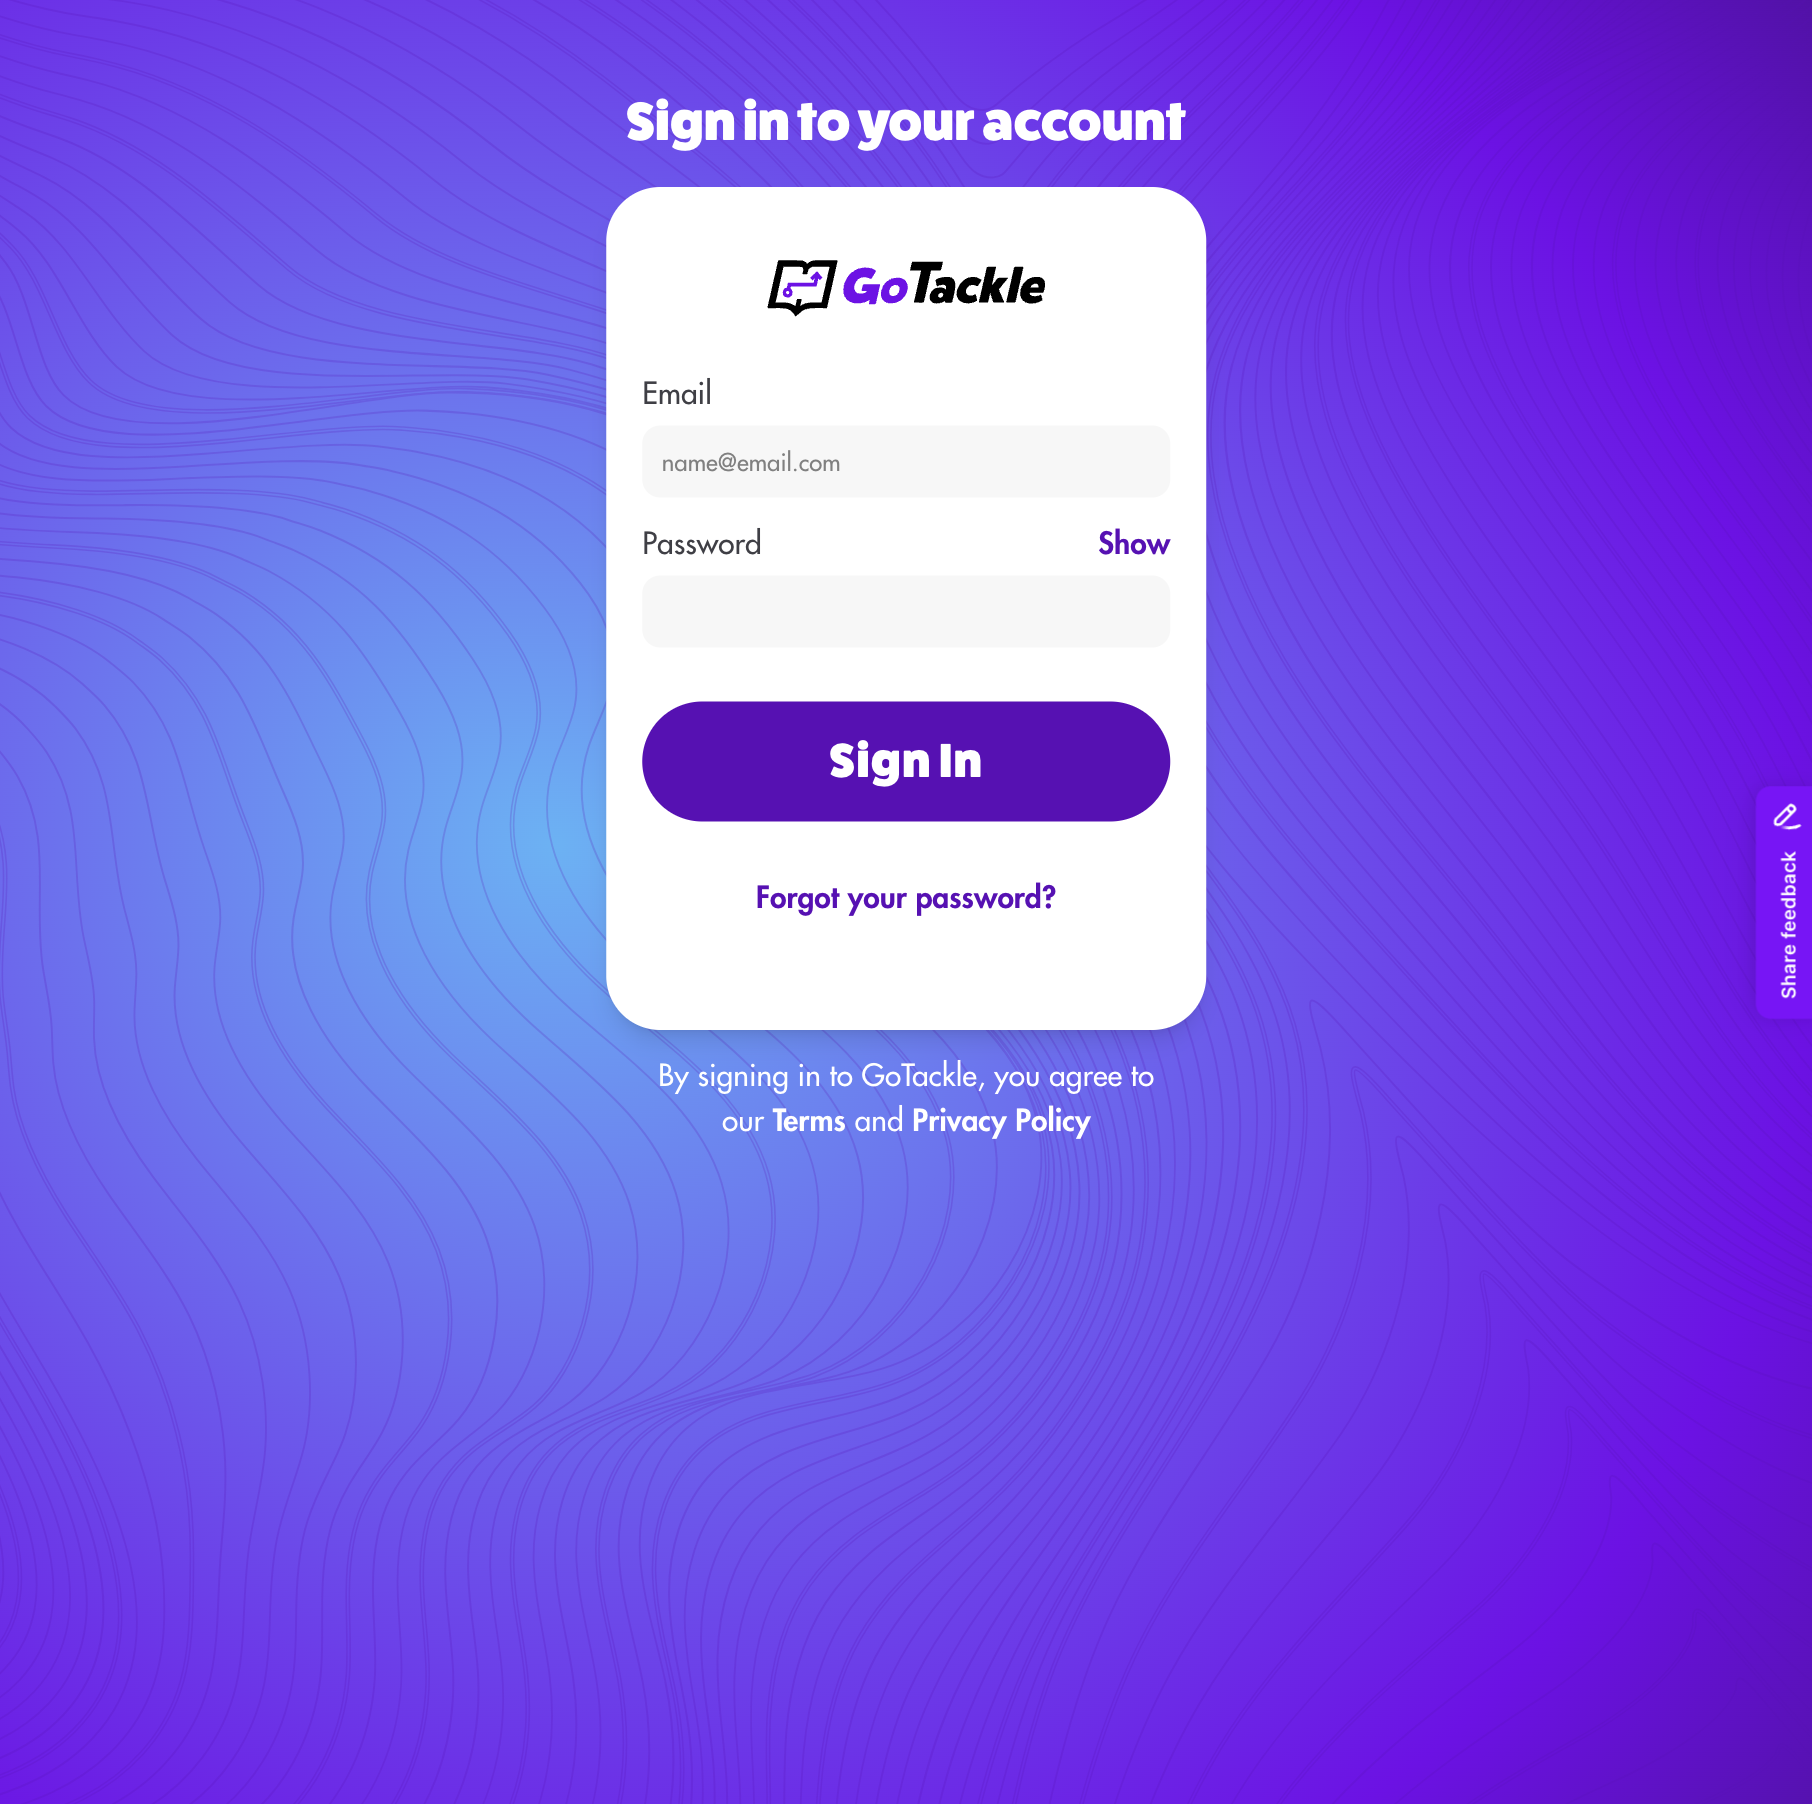 Sign in to your account
GoTackle
Email
name@email.com
Password
Show
Sign In
Forgot your password?
By signing in to GoTackle, you agree to
our Terms and Privacy Policy
Share feedback